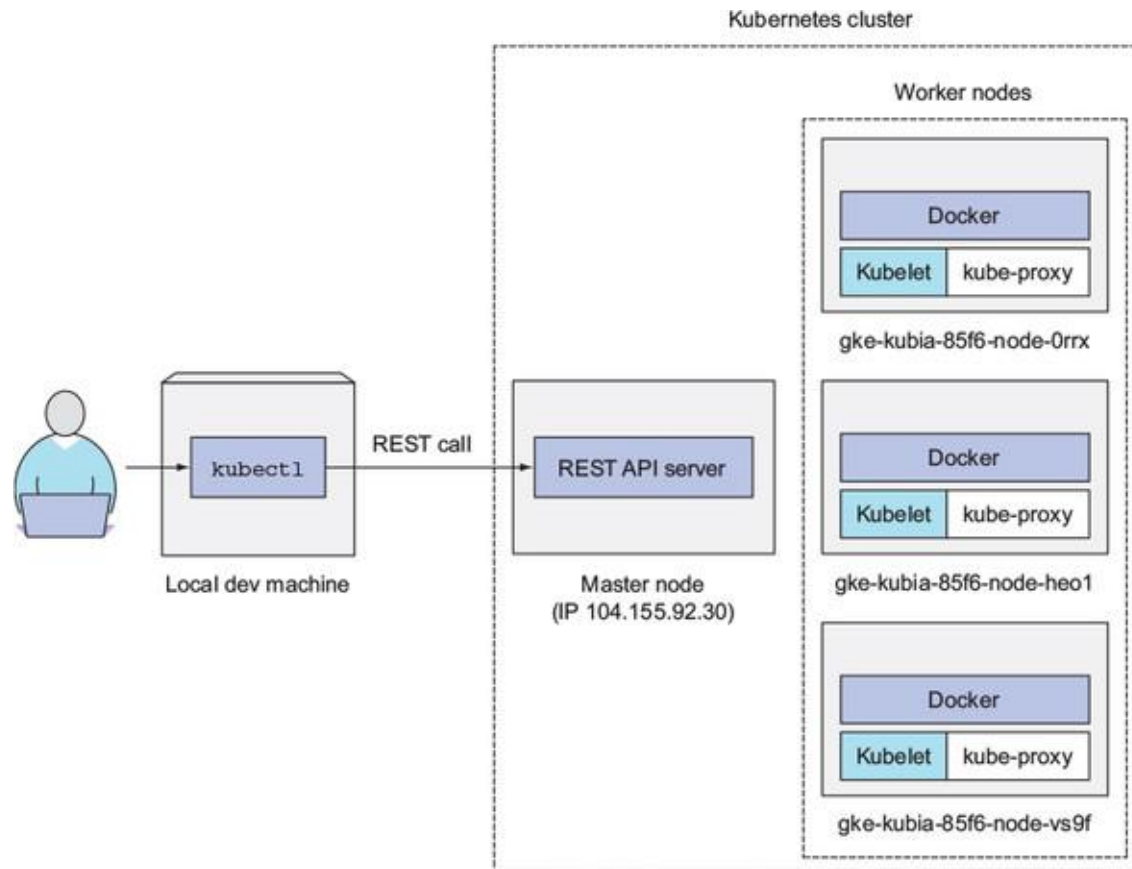 Kubernetes cluster
Worker nodes
Docker
Kubelet
kube-proxy
gke-kubia-85f6-node-0rrx
kubectl
REST call
REST API server
Local dev machine
Master node
(IP 104.155.92.30)
Docker
Kubelet
kube-proxy
gke-kubia-85f6-node-heo1
Docker
Kubelet
kube-proxy
gke-kubia-85f6-node-vs9f